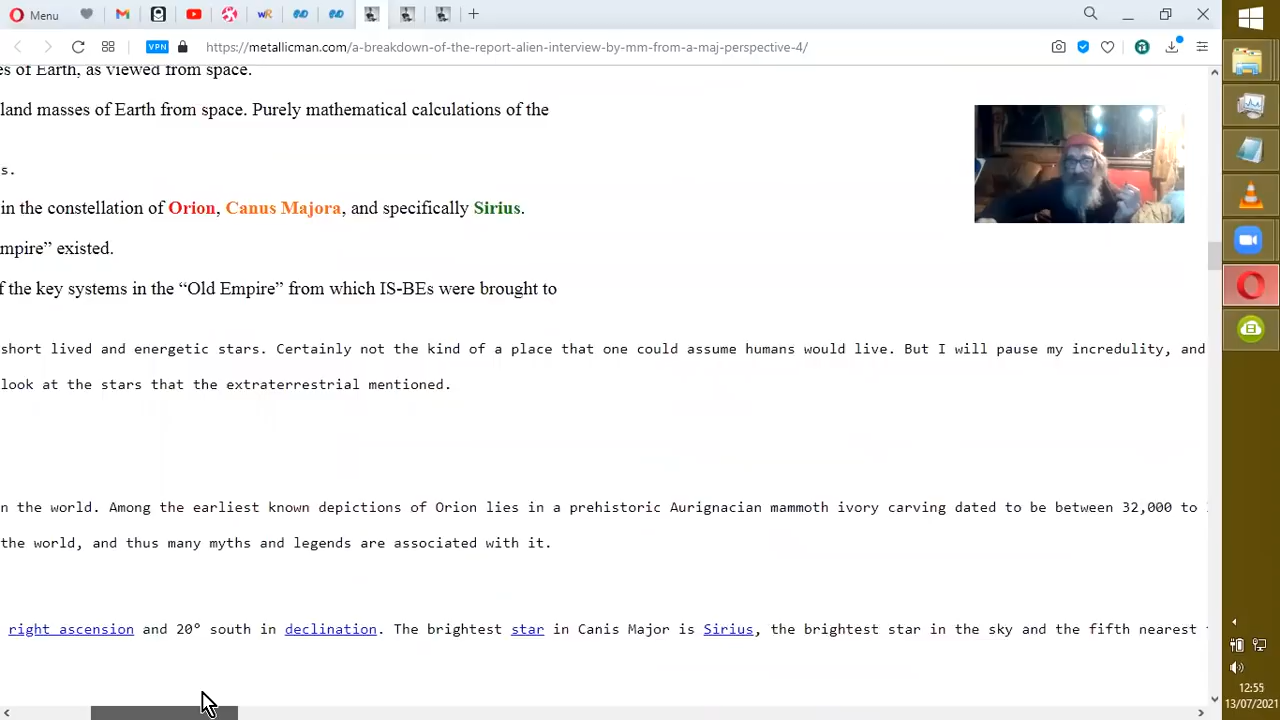 Menu
https://metallicman.com/a-breakdown-of-the-report-alien-interview-by-mm-from-a-maj-perspective-4/
VPN
es of Earth, as viewed from space.
land masses of Earth from space. Purely mathematical calculations of the
s.
in the constellation of Orion, Canus Majora, and specifically Sirius.
mpire” existed.
f the key systems in the “Old Empire” from which IS-BEs were brought to
short lived and energetic stars. Certainly not the kind of a place that one could assume humans would live. But I will pause my incredulity, and
look at the stars that the extraterrestrial mentioned.
n the world. Among the earliest known depictions of Orion lies in a prehistoric Aurignacian mammoth ivory carving dated to be between 32,000 to
the world, and thus many myths and legends are associated with it.
right ascension and 20° south in declination. The brightest star in Canis Major is Sirius, the brightest star in the sky and the fifth nearest
12:55
13/07/2021